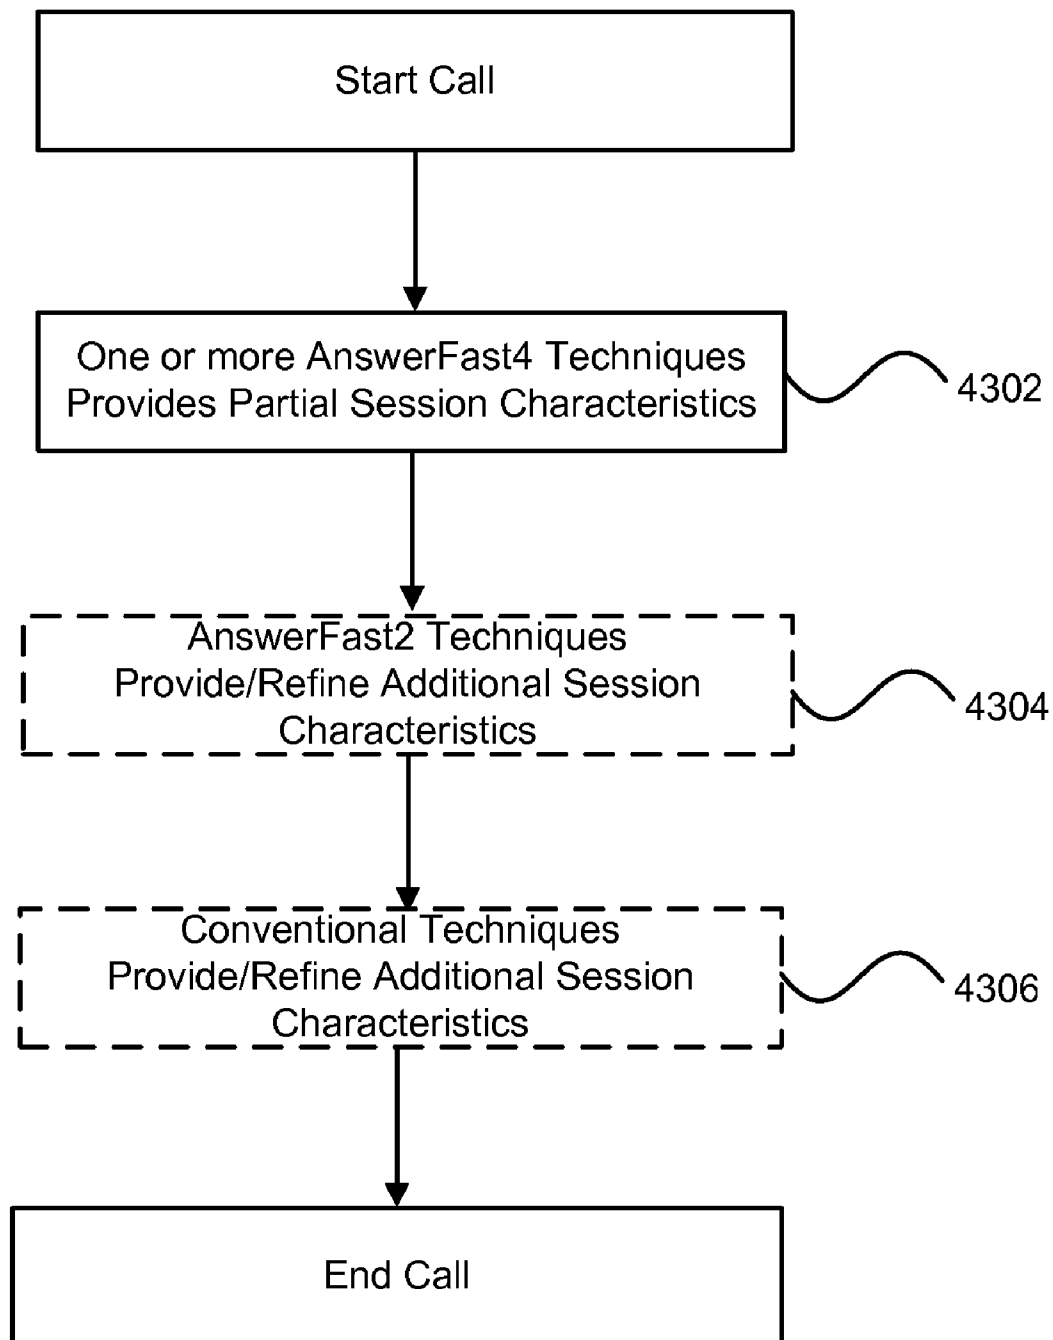 Start Call
One or more AnswerFast4 Techniques
Provides Partial Session Characteristics
4302
AnswerFast2 Techniques
Provide/Refine Additional Session
Characteristics
4304
Conventional Techniques
Provide/Refine Additional Session
Characteristics
4306
End Call